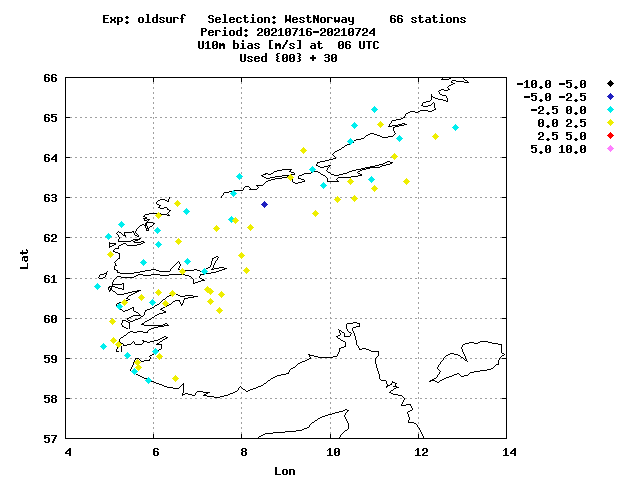 Exp: oldsurf   Selection: WestNorway     66 stations
Period: 20210716-20210724
U10m bias [m/s] at  06 UTC
Used {00} + 30
-10.0 -5.0
-5.0 -2.5
-2.5 0.0
0.0 2.5
2.5 5.0
5.0 10.0
66
65
64
63
62
61
60
59
58
57
Lat
4 6 8 10 12 14
Lon